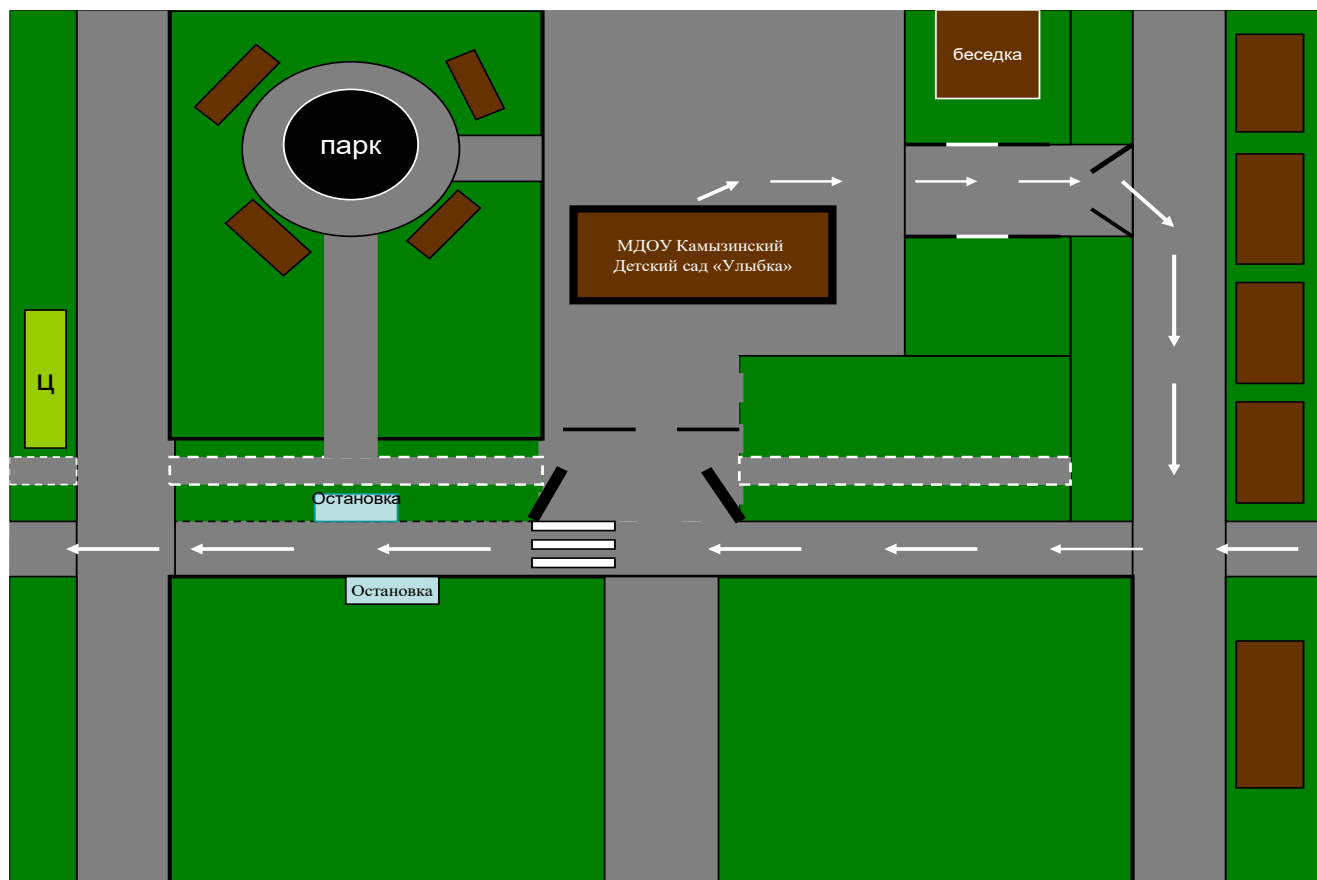 беседка
парк
МДОУ Камызинский
Детский сад «Улыбка»
Ц
Остановка
Остановка